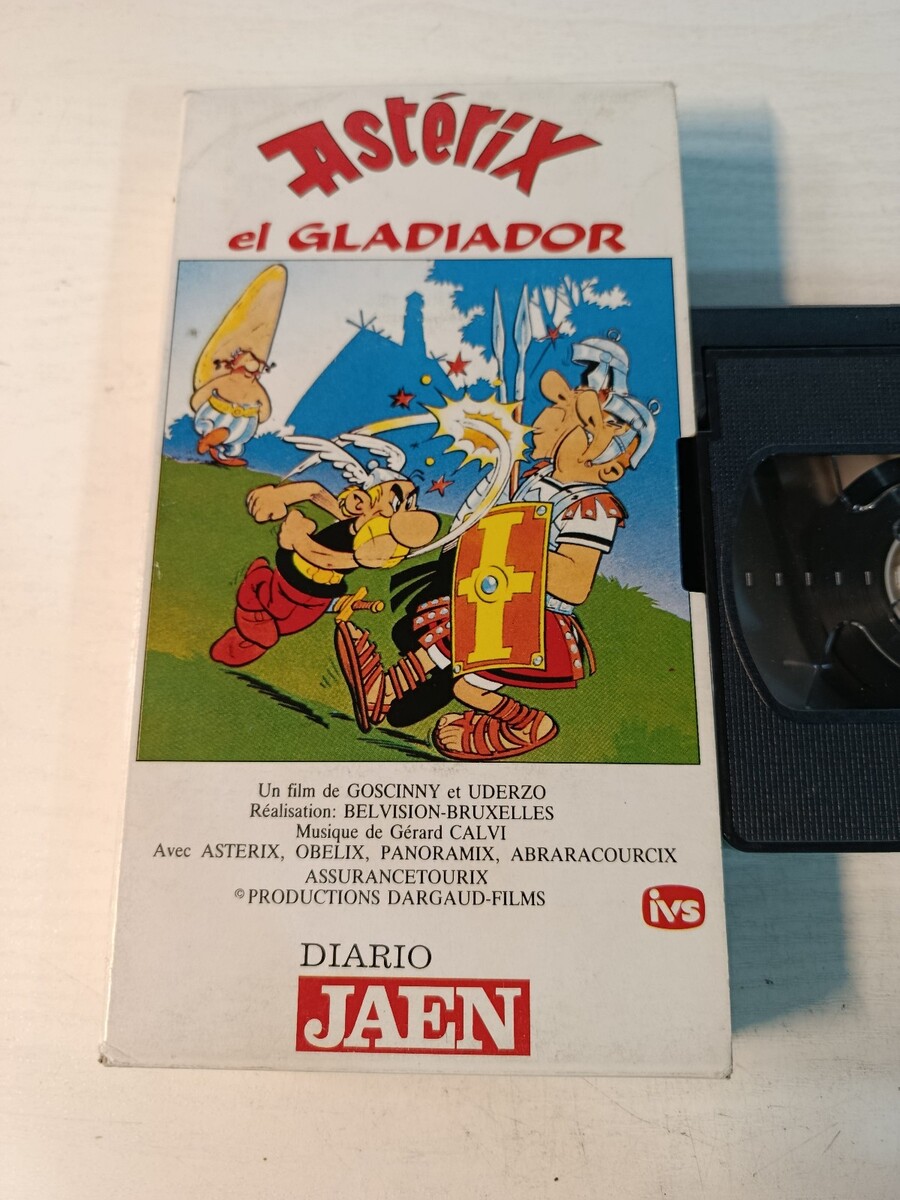 Astérix
el GLADIADOR
Un film de GOSCINNY et UDERZO
Réalisation: BELVISION-BRUXELLES
Musique de Gérard CALVI
Avec ASTERIX, OBELIX, PANORAMIX, ABRARACOURCIX
ASSURANCETOURIX
© PRODUCTIONS DARGAUD-FILMS
ivs
DIARIO
JAEN